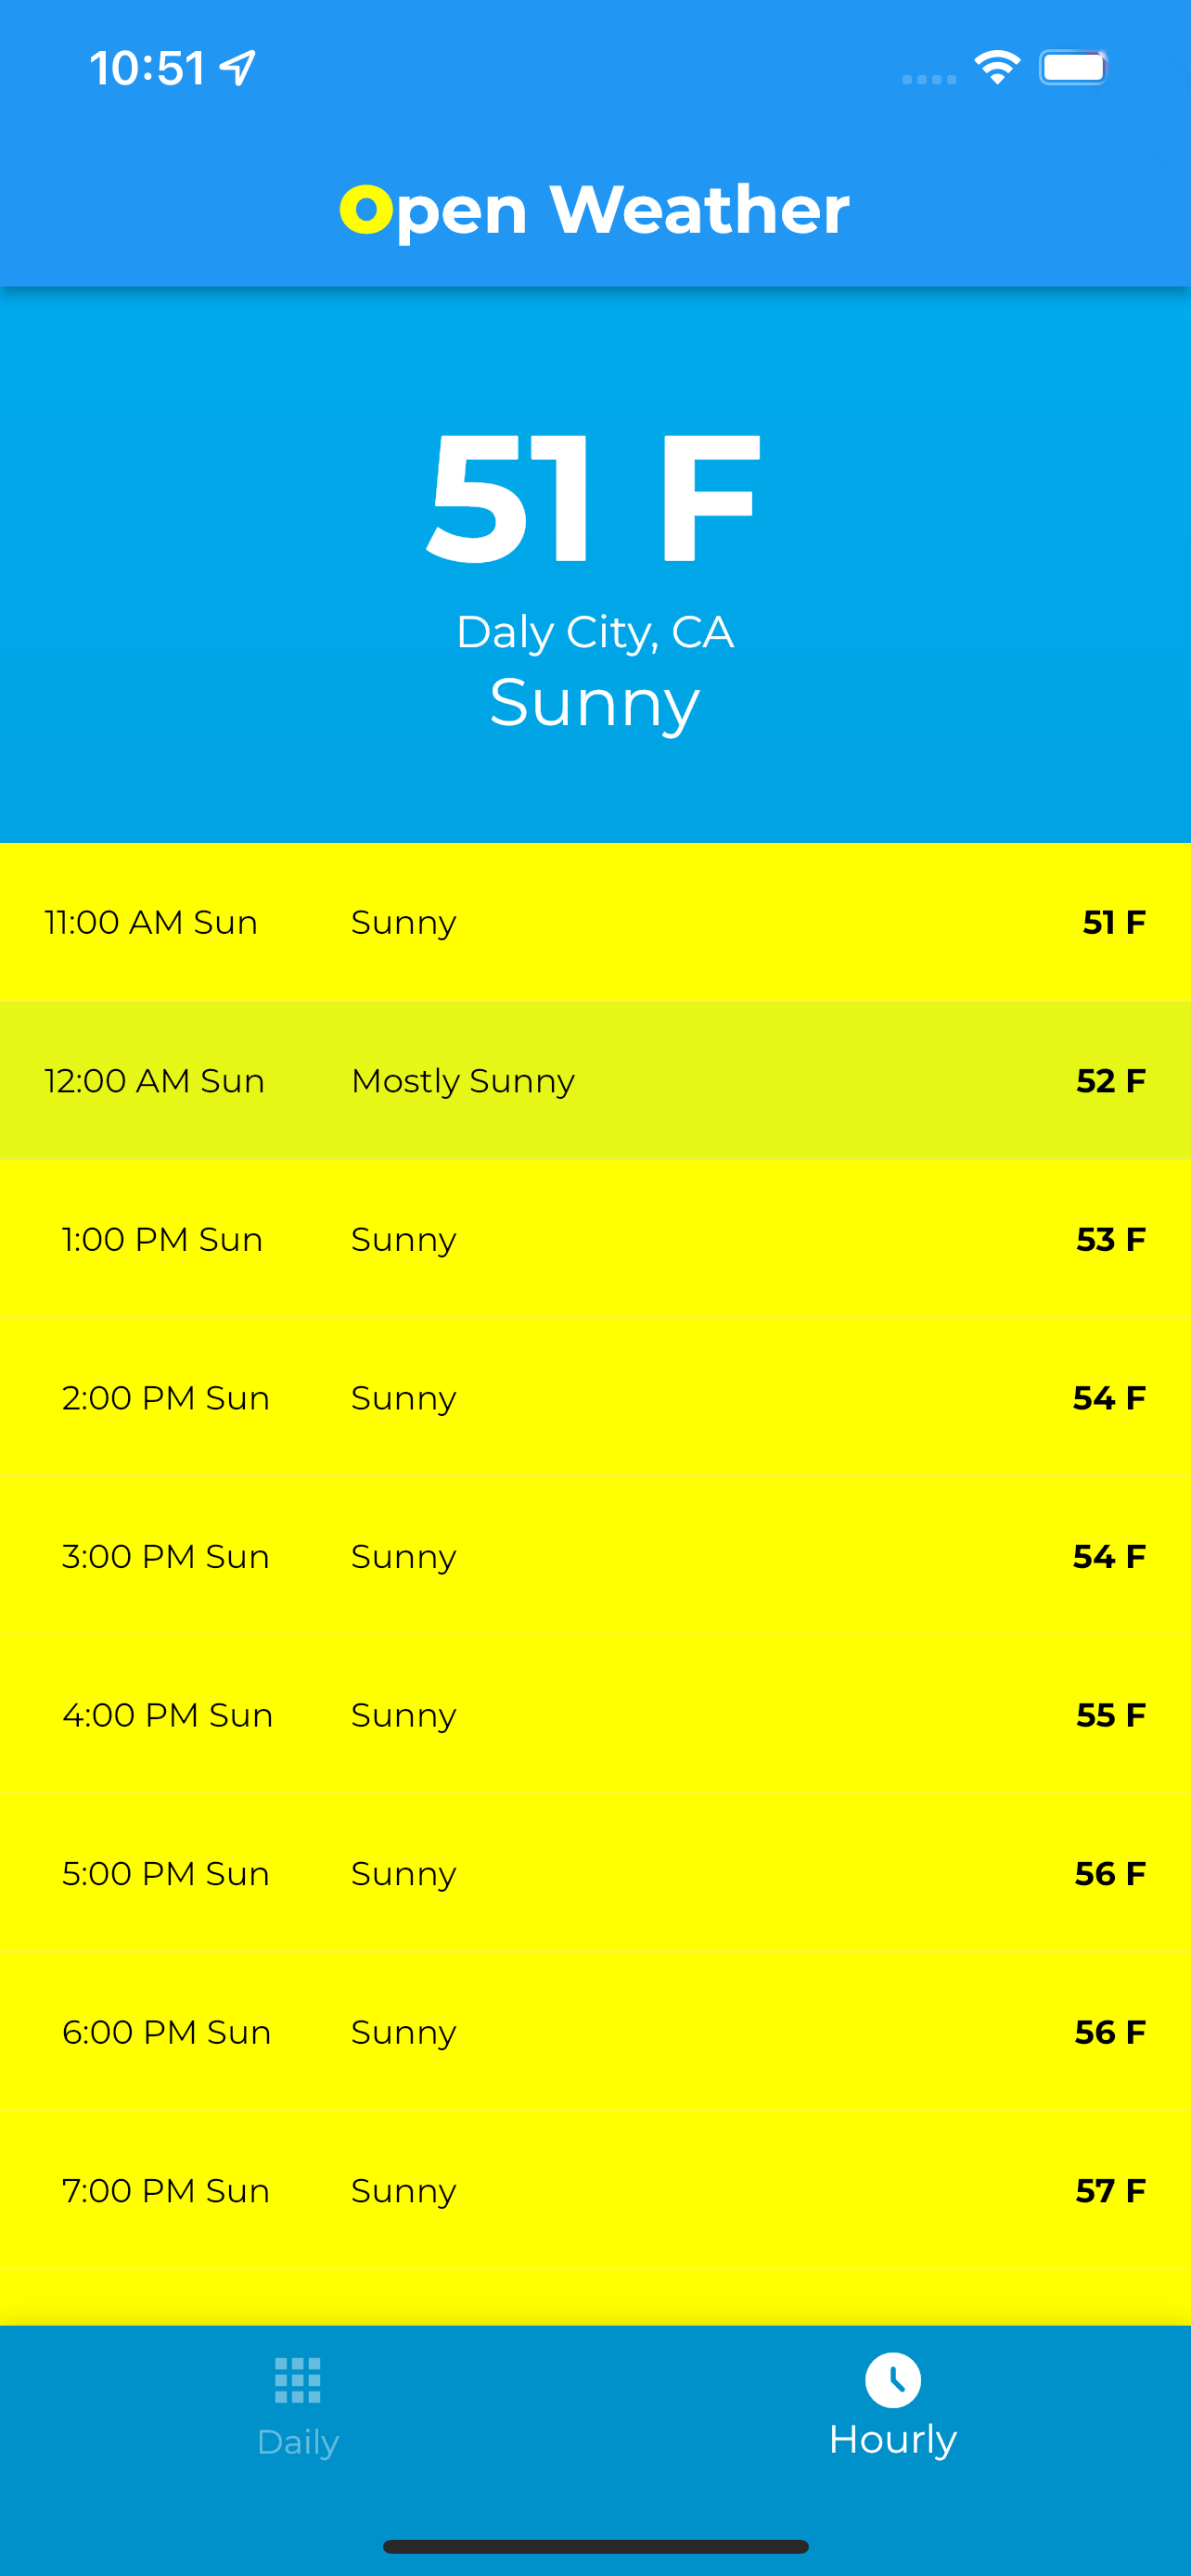 10:51
Open Weather
51 F
Daly City, CA
Sunny
11:00 AM Sun Sunny 51 F
12:00 AM Sun Mostly Sunny 52 F
1:00 PM Sun Sunny 53 F
2:00 PM Sun Sunny 54 F
3:00 PM Sun Sunny 54 F
4:00 PM Sun Sunny 55 F
5:00 PM Sun Sunny 56 F
6:00 PM Sun Sunny 56 F
7:00 PM Sun Sunny 57 F
Daily Hourly